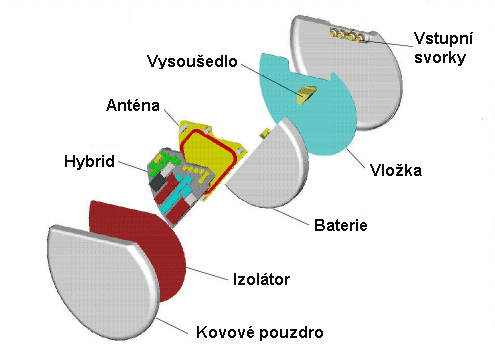 Vstupní
svorky
Vysoušedlo
Anténa
Hybrid
Vložka
Baterie
Izolátor
Kovové pouzdro